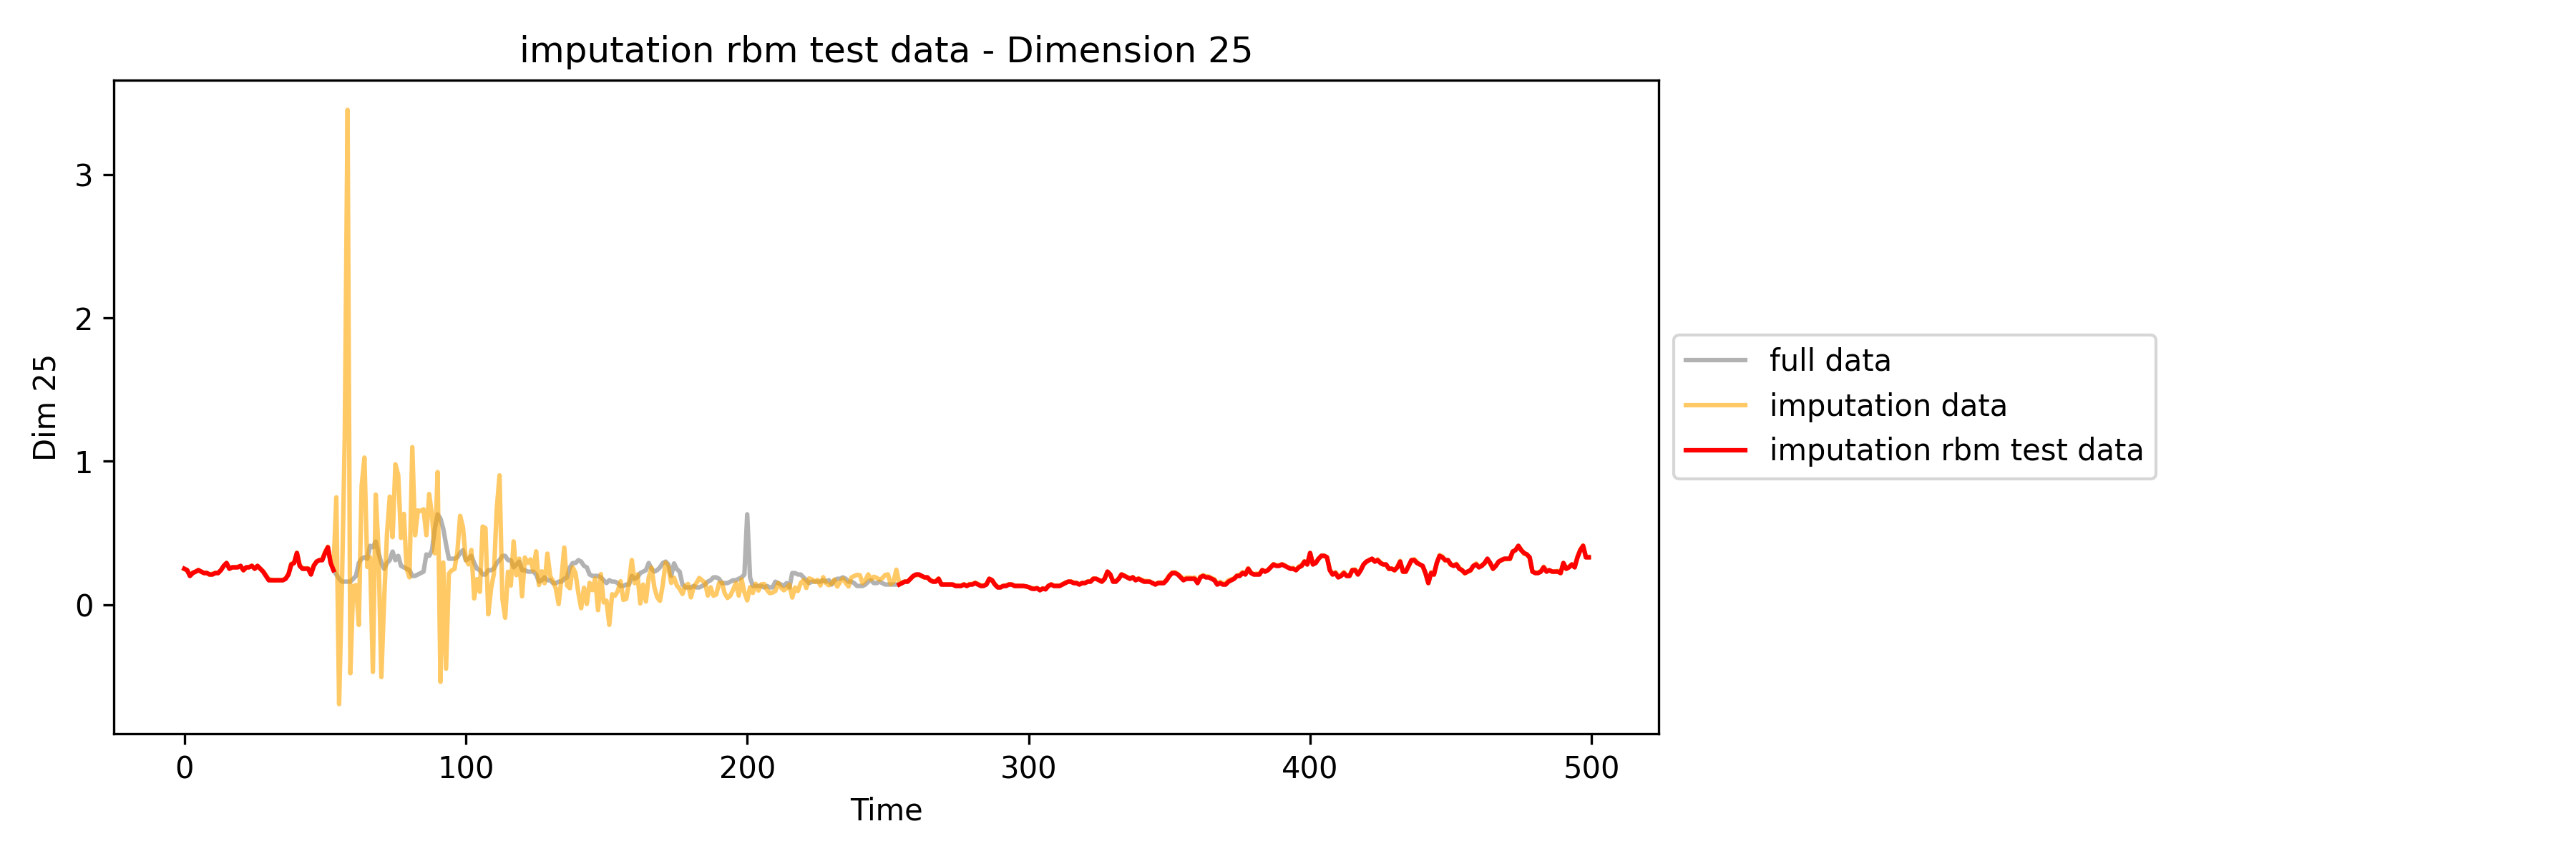 imputation rbm test data - Dimension 25
Dim 25
3
2
1
0
0 100 200 300 400 500
Time
full data
imputation data
imputation rbm test data